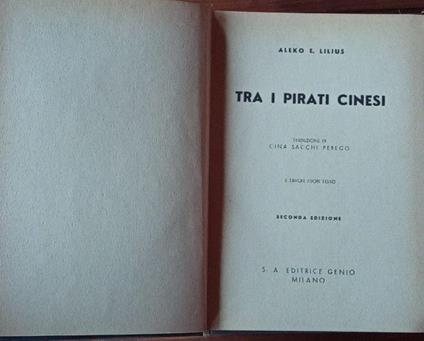 ALEKO E. LILIUS
TRA I PIRATI CINESI
TRADUZIONE DI
GINA SACCHI PEREGO
TAVOLE FUORI TESTO
SECONDA EDIZIONE
S. A. EDITRICE GENIO
MILANO